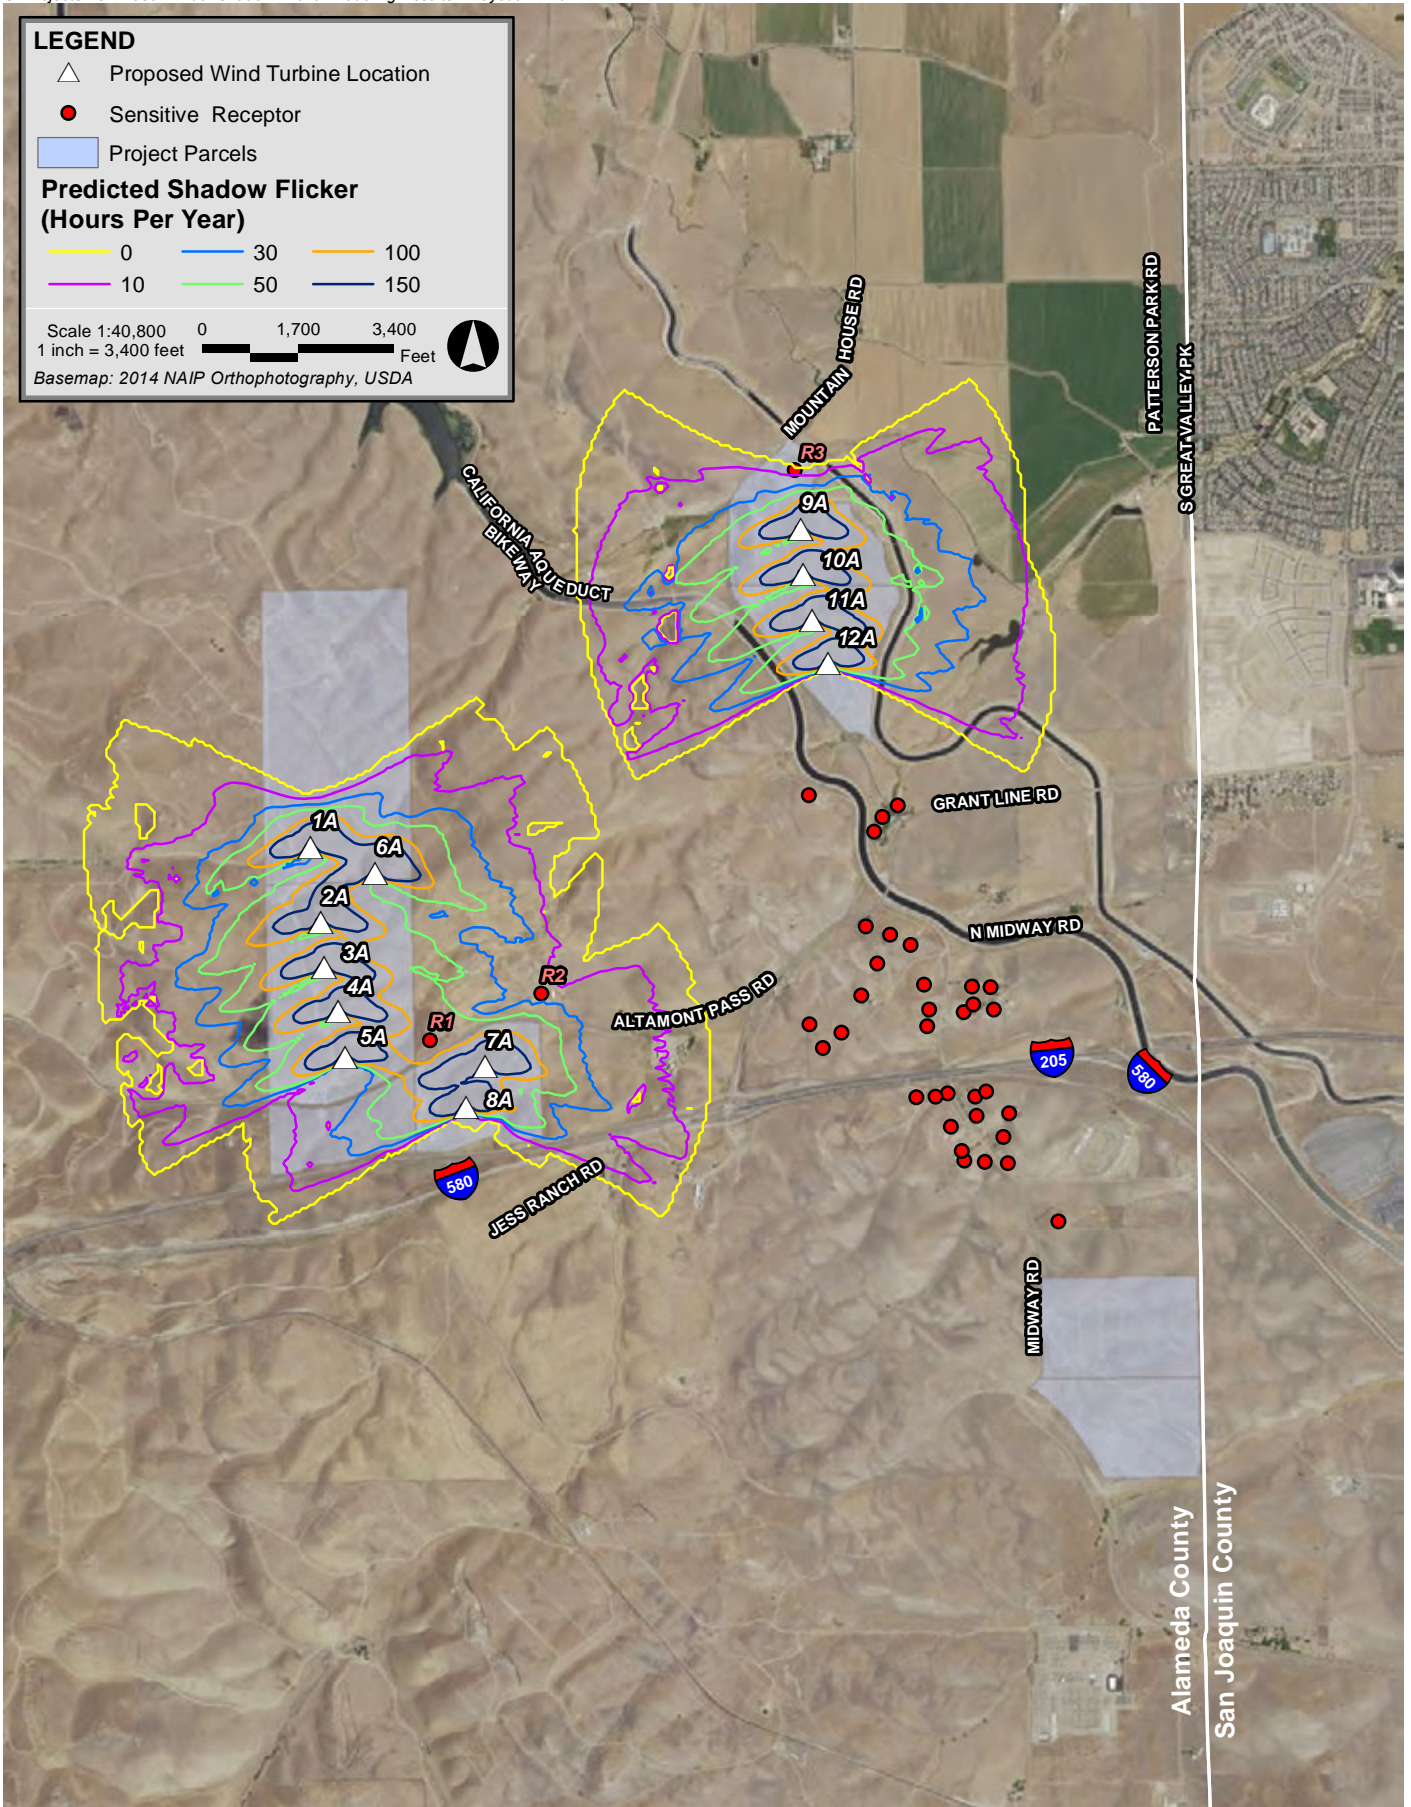 LEGEND
Proposed Wind Turbine Location
Sensitive Receptor
Project Parcels
Predicted Shadow Flicker
(Hours Per Year)
0 30 100
10 50 150
Scale 1:40,800 0 1,700 3,400
1 inch = 3,400 feet Feet
Basemap: 2014 NAIP Orthophotography, USDA
MOUNTAIN HOUSE RD
PATTERSON PARK RD
S GREAT VALLEY PK
R3
CALIFORNIA AQUEDUCT
BIKEWAY
9A
10A
11A
12A
GRANT LINE RD
1A
6A
2A
N MIDWAY RD
3A
R2
4A
ALTAMONT PASS RD
R1
5A
7A
205
580
8A
580
JESS RANCH RD
MIDWAY RD
Alameda County
San Joaquin County